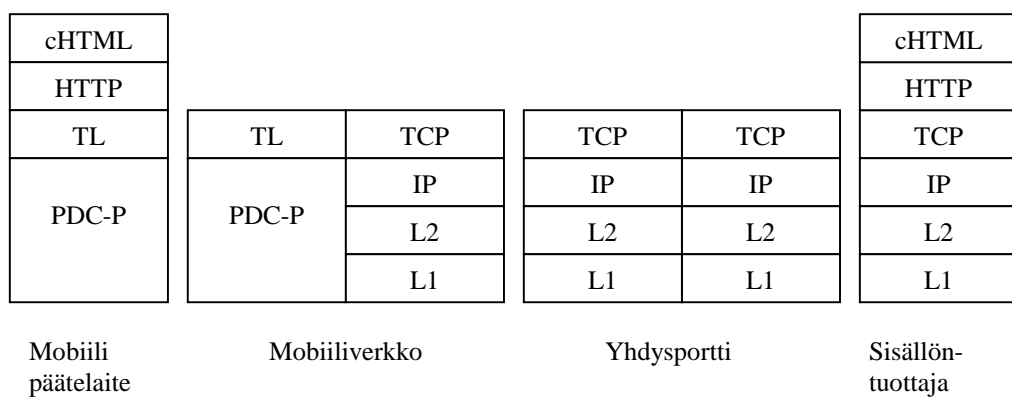 cHTML cHTML
HTTP HTTP
TL TL TCP TCP TCP TCP
IP IP IP IP
PDC-P PDC-P L2 L2 L2 L2
L1 L1 L1 L1
Mobiili Mobiiliverkko Yhdysportti Sisällön-
päätelaite tuottaja